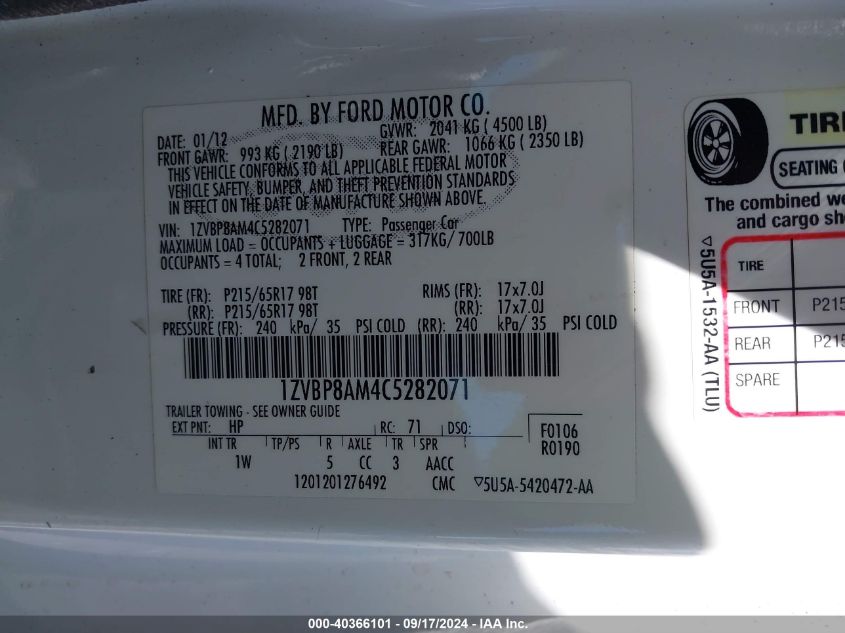 MFD. BY FORD MOTOR CO.
DATE: 01/12 GVWR: 2041 KG ( 4500 LB)
FRONT GAWR: 993 KG ( 2190 LB) REAR GAWR: 1066 KG ( 2350 LB)
THIS VEHICLE CONFORMS TO ALL APPLICABLE FEDERAL MOTOR
VEHICLE SAFETY, BUMPER, AND THEFT PREVENTION STANDARDS
IN EFFECT ON THE DATE OF MANUFACTURE SHOWN ABOVE.
VIN: 1ZVBP8AM4C5282071 TYPE: Passenger Car
MAXIMUM LOAD = OCCUPANTS + LUGGAGE = 317KG/ 700LB
OCCUPANTS = 4 TOTAL; 2 FRONT, 2 REAR
TIRE (FR): P215/65R17 98T RIMS (FR): 17x7.0J
(RR): P215/65R17 98T (RR): 17x7.0J
PRESSURE (FR): 240 kPa/ 35 PSI COLD (RR): 240 kPa/ 35 PSI COLD
1ZVBP8AM4C5282071
TRAILER TOWING - SEE OWNER GUIDE
EXT PNT: HP RC: 71 DSO: F0106
R0190
INT TR TP/PS R AXLE TR SPR
1W 5 CC 3 AACC
1201201276492 CMC ▽5U5A-5420472-AA
TIRE
SEATING
The combined we
and cargo sho
▽5U5A-1532-AA (TLU)
TIRE
FRONT P215
REAR P215
SPARE
000-40366101 - 09/17/2024 - IAA Inc.